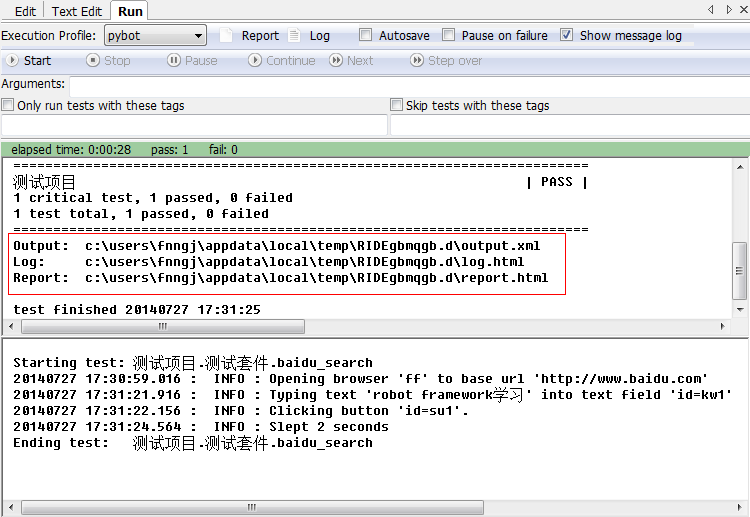 Edit Text Edit Run
Execution Profile: pybot Report Log Autosave Pause on failure Show message log
Start Stop Pause Continue Next Step over
Arguments:
Only run tests with these tags Skip tests with these tags
elapsed time: 0:00:28 pass: 1 fail: 0
==============================================================================
测试项目 | PASS |
1 critical test, 1 passed, 0 failed
1 test total, 1 passed, 0 failed
==============================================================================
Output: c:\users\fnngj\appdata\local\temp\RIDEgbmqgb.d\output.xml
Log: c:\users\fnngj\appdata\local\temp\RIDEgbmqgb.d\log.html
Report: c:\users\fnngj\appdata\local\temp\RIDEgbmqgb.d\report.html
test finished 20140727 17:31:25
Starting test: 测试项目.测试套件.baidu_search
20140727 17:30:59.016 : INFO : Opening browser 'ff' to base url 'http://www.baidu.com'
20140727 17:31:21.916 : INFO : Typing text 'robot framework学习' into text field 'id=kw1'
20140727 17:31:22.156 : INFO : Clicking button 'id=su1'.
20140727 17:31:24.564 : INFO : Slept 2 seconds
Ending test: 测试项目.测试套件.baidu_search